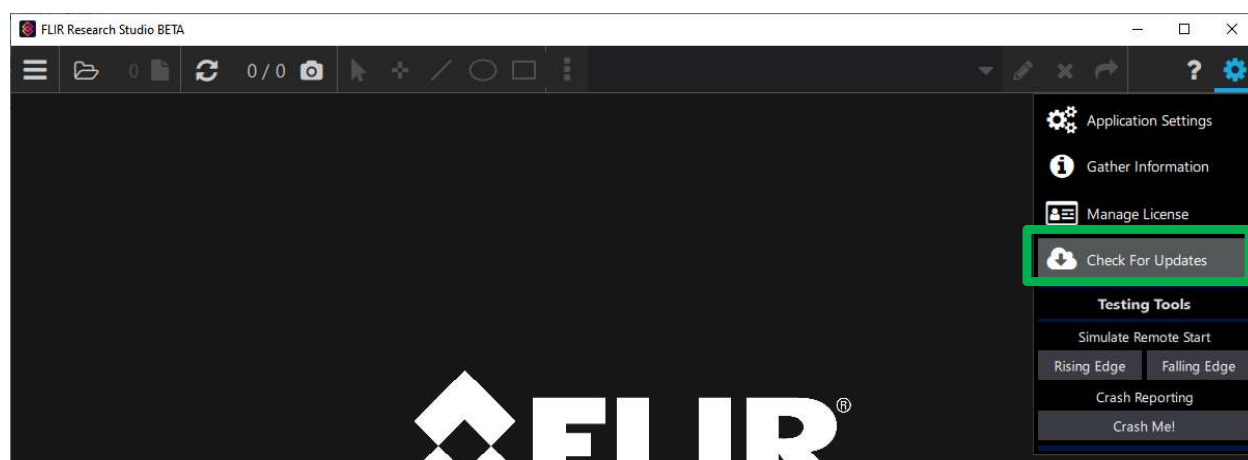 FLIR Research Studio BETA
0 0 / 0 ?
Application Settings
Gather Information
Manage License
Check For Updates
Testing Tools
Simulate Remote Start
Rising Edge Falling Edge
Crash Reporting
Crash Me!
FLIR®